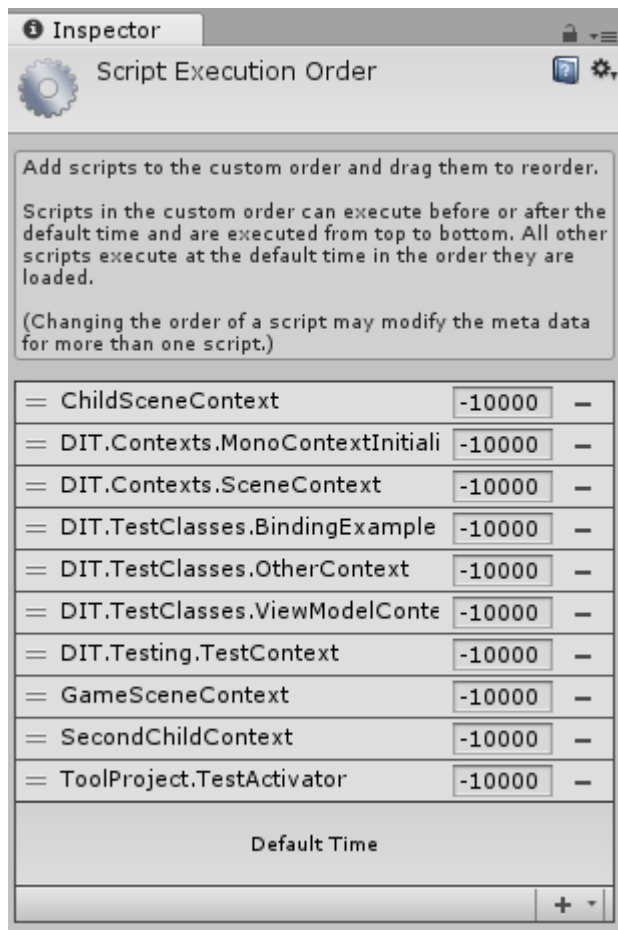 Inspector
Script Execution Order
Add scripts to the custom order and drag them to reorder.
Scripts in the custom order can execute before or after the
default time and are executed from top to bottom. All other
scripts execute at the default time in the order they are
loaded.
(Changing the order of a script may modify the meta data
for more than one script.)
ChildSceneContext -10000
DIT.Contexts.MonoContextInitiali -10000
DIT.Contexts.SceneContext -10000
DIT.TestClasses.BindingExample -10000
DIT.TestClasses.OtherContext -10000
DIT.TestClasses.ViewModelConte -10000
DIT.Testing.TestContext -10000
GameSceneContext -10000
SecondChildContext -10000
ToolProject.TestActivator -10000
Default Time